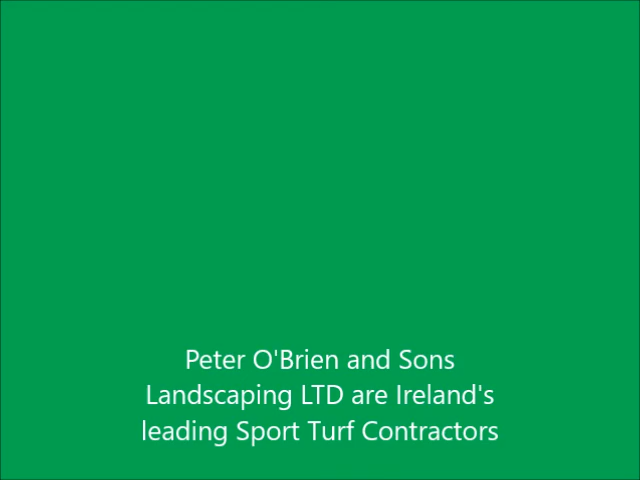 Peter O'Brien and Sons
Landscaping LTD are Ireland's
leading Sport Turf Contractors